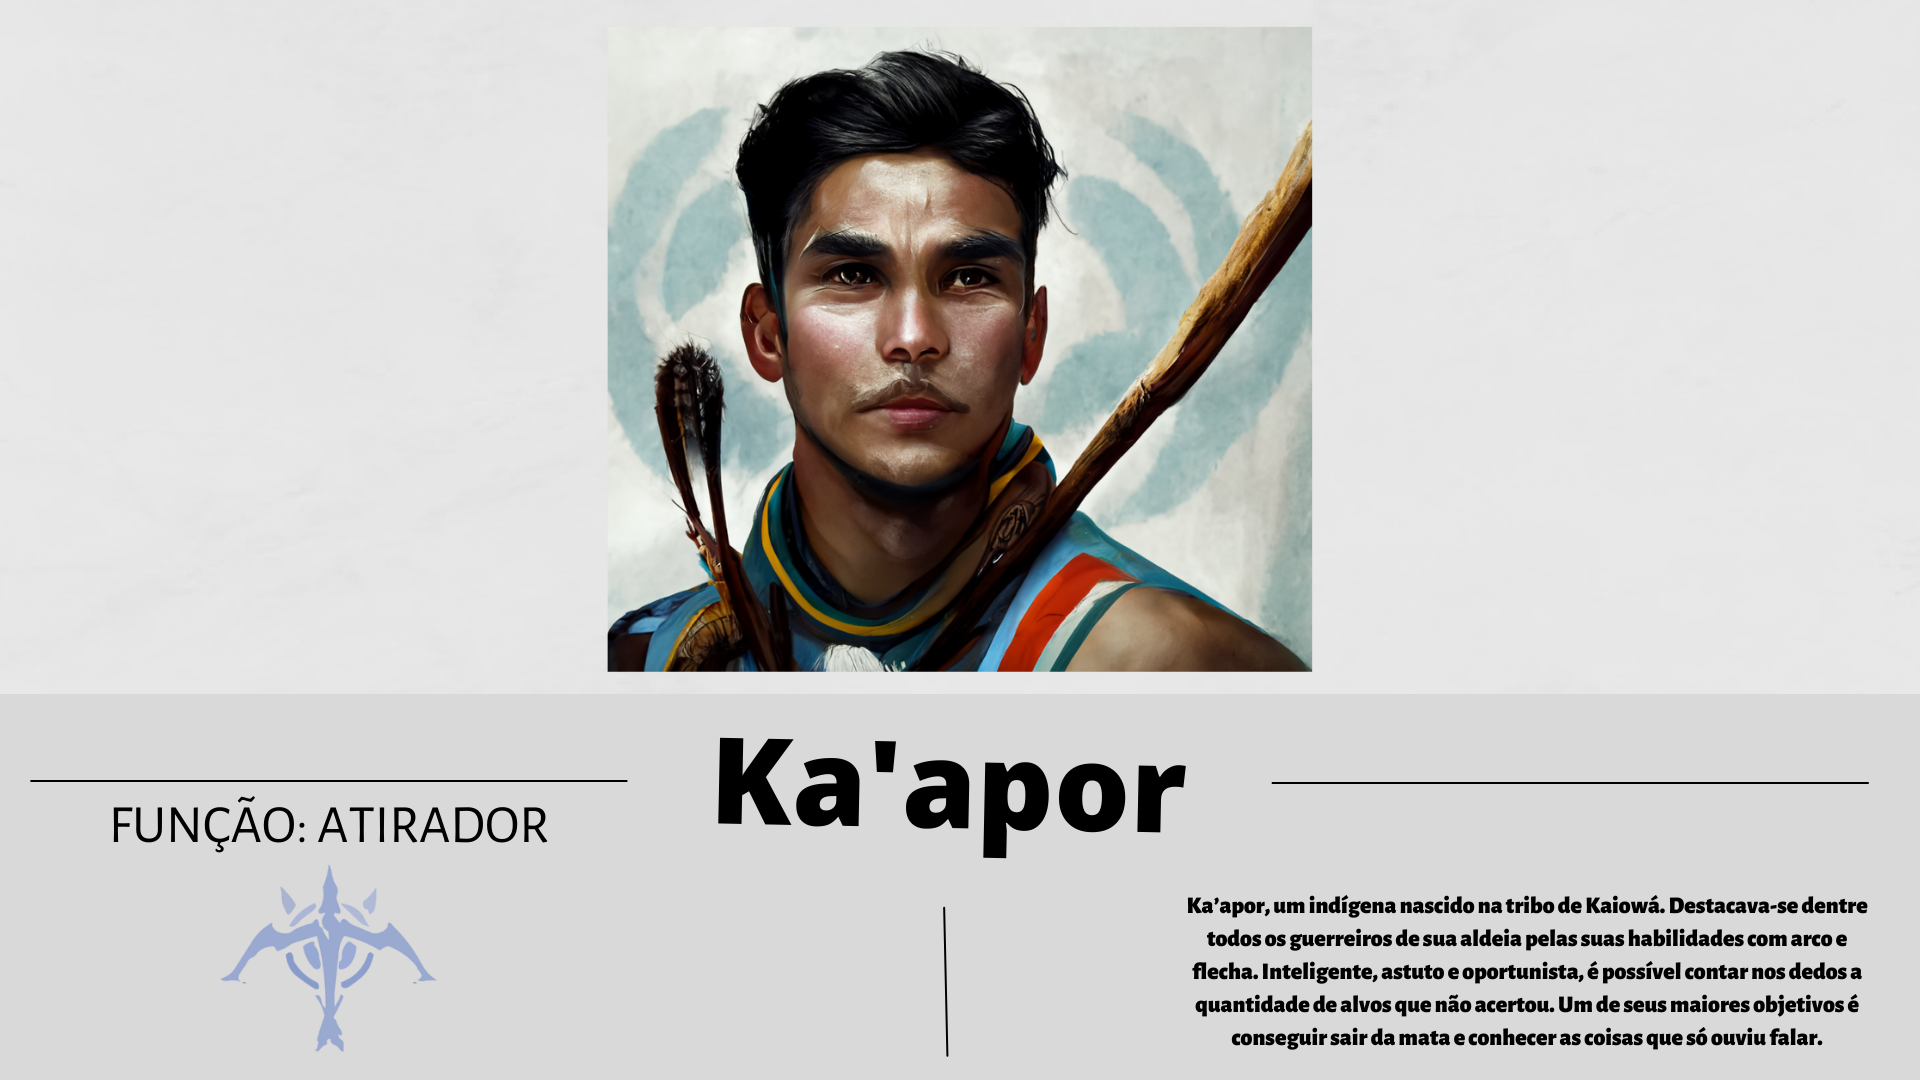 Ka'apor
FUNÇÃO: ATIRADOR
Ka’apor, um indígena nascido na tribo de Kaiowá. Destacava-se dentre
todos os guerreiros de sua aldeia pelas suas habilidades com arco e
flecha. Inteligente, astuto e oportunista, é possível contar nos dedos a
quantidade de alvos que não acertou. Um de seus maiores objetivos é
conseguir sair da mata e conhecer as coisas que só ouviu falar.